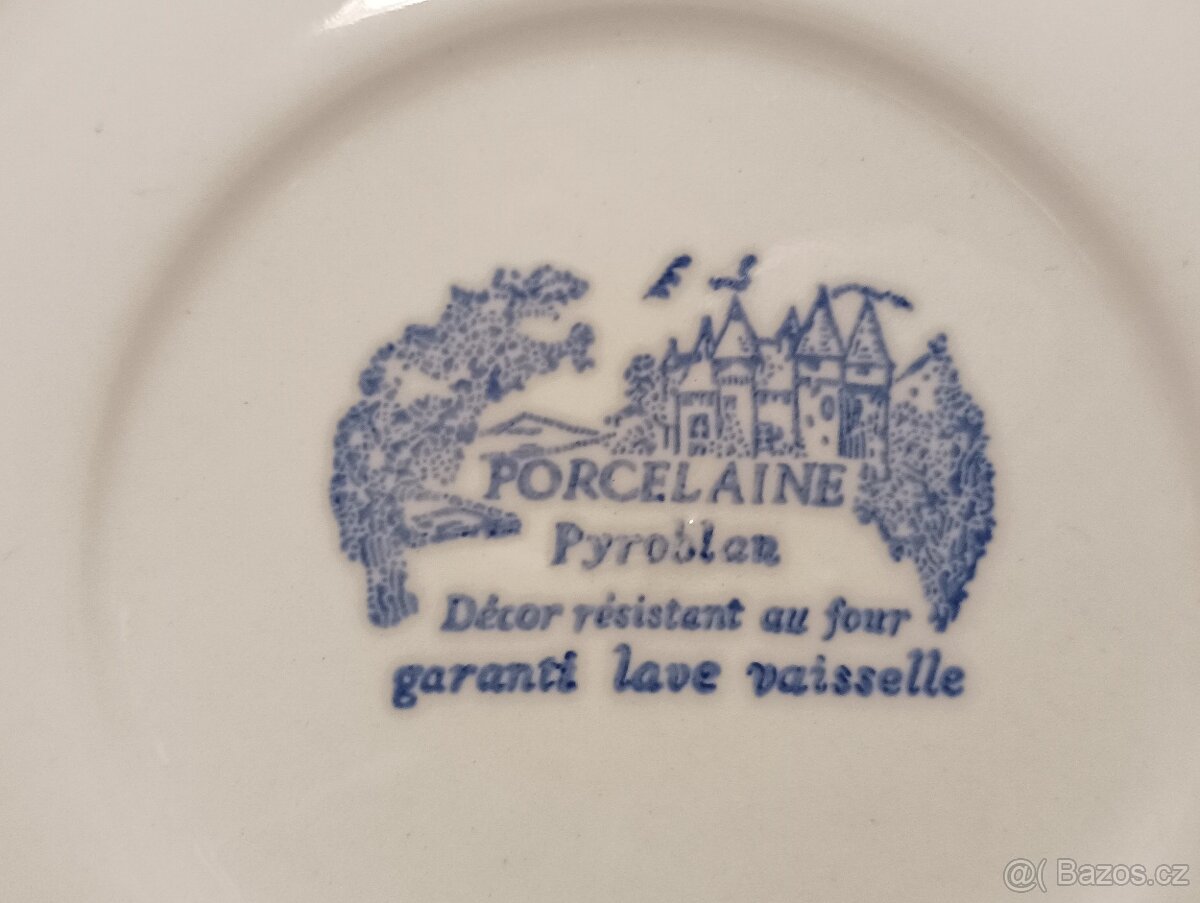 PORCELAINE
Pyroblan
Décor résistant au four
garanti lave vaisselle
@( Bazos.cz